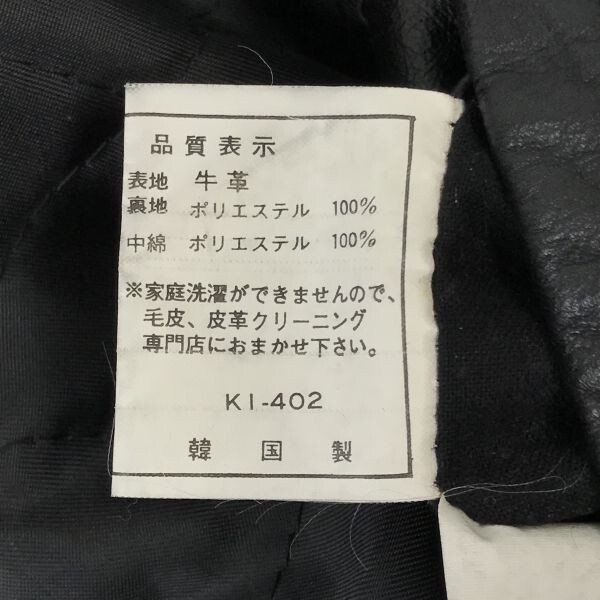 品質表示
表地 牛革
裏地 ポリエステル 100%
中綿 ポリエステル 100%
※家庭洗濯ができませんので、
毛皮、皮革クリーニング
専門店におまかせ下さい。
KI-402
韓国製